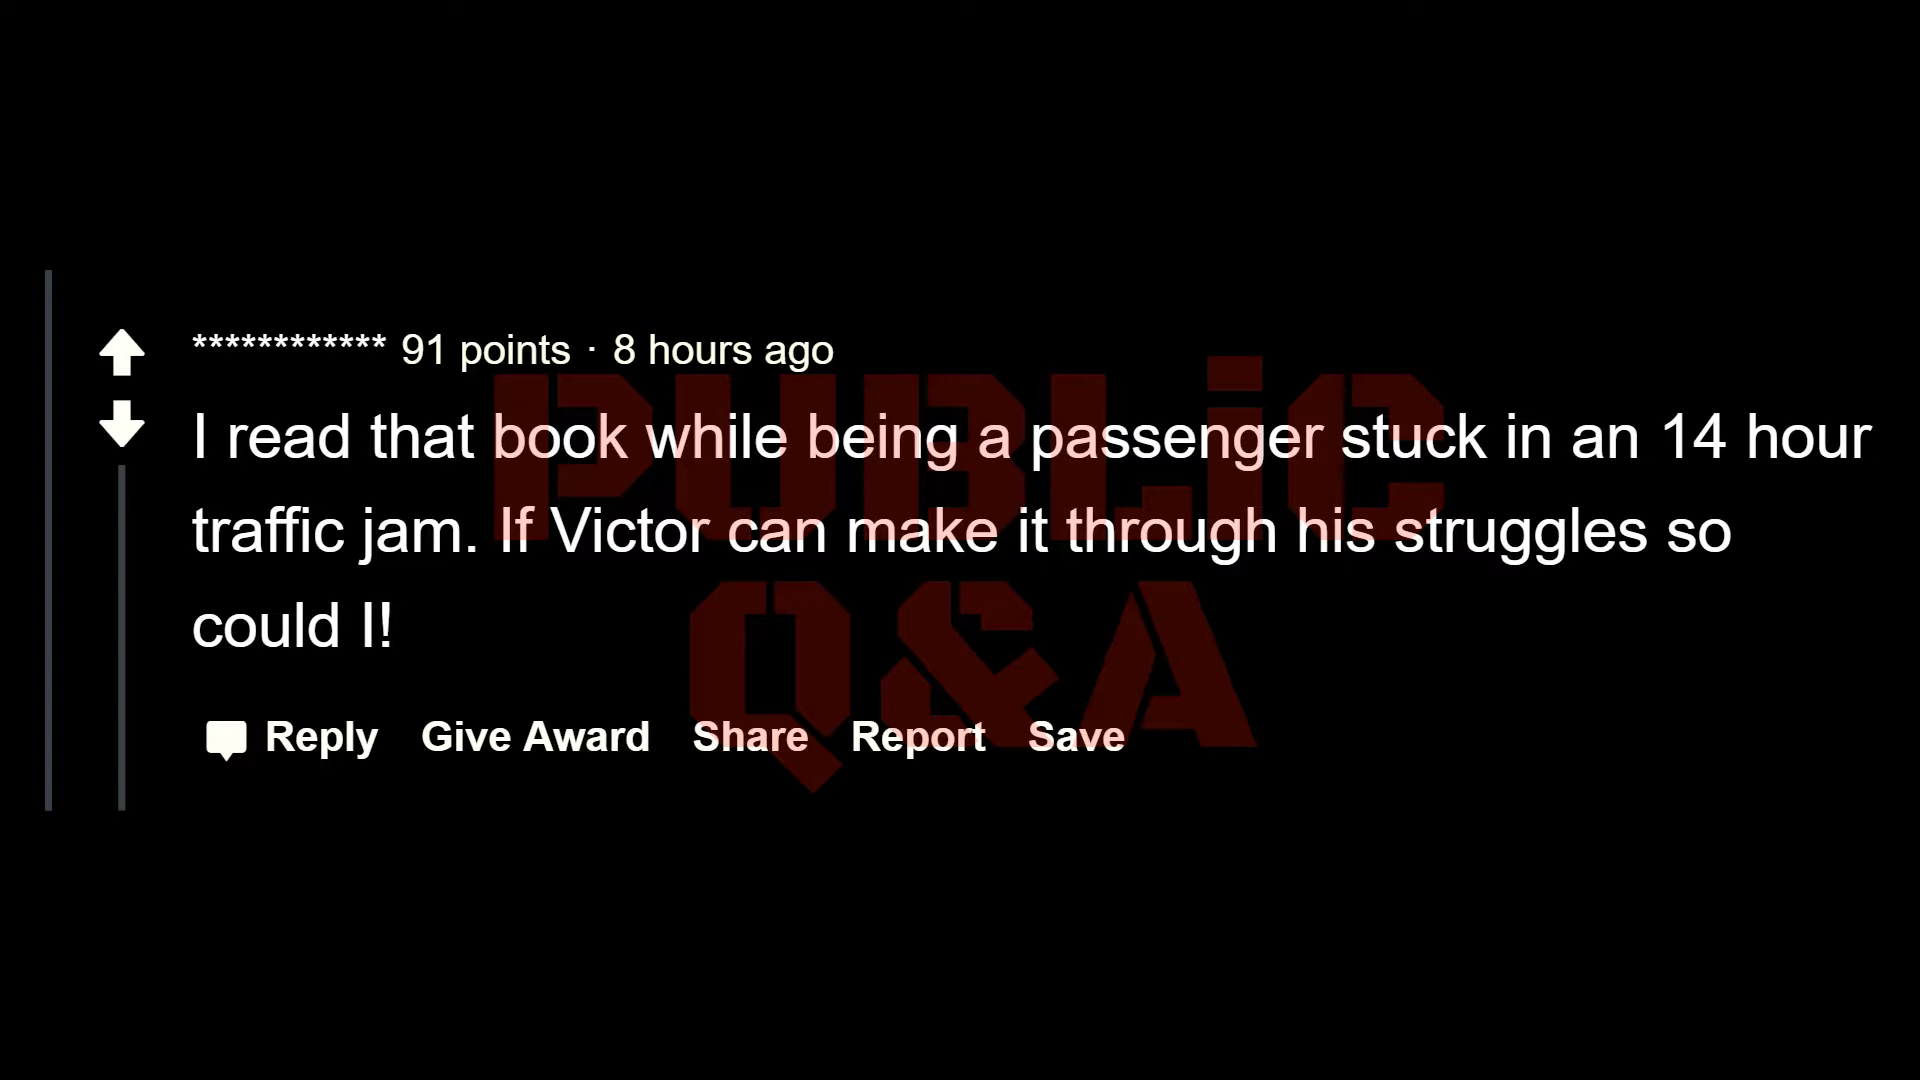 ************ 91 points · 8 hours ago
I read that book while being a passenger stuck in an 14 hour
traffic jam. If Victor can make it through his struggles so
could I!
Reply Give Award Share Report Save
PUBLiC
Q&A